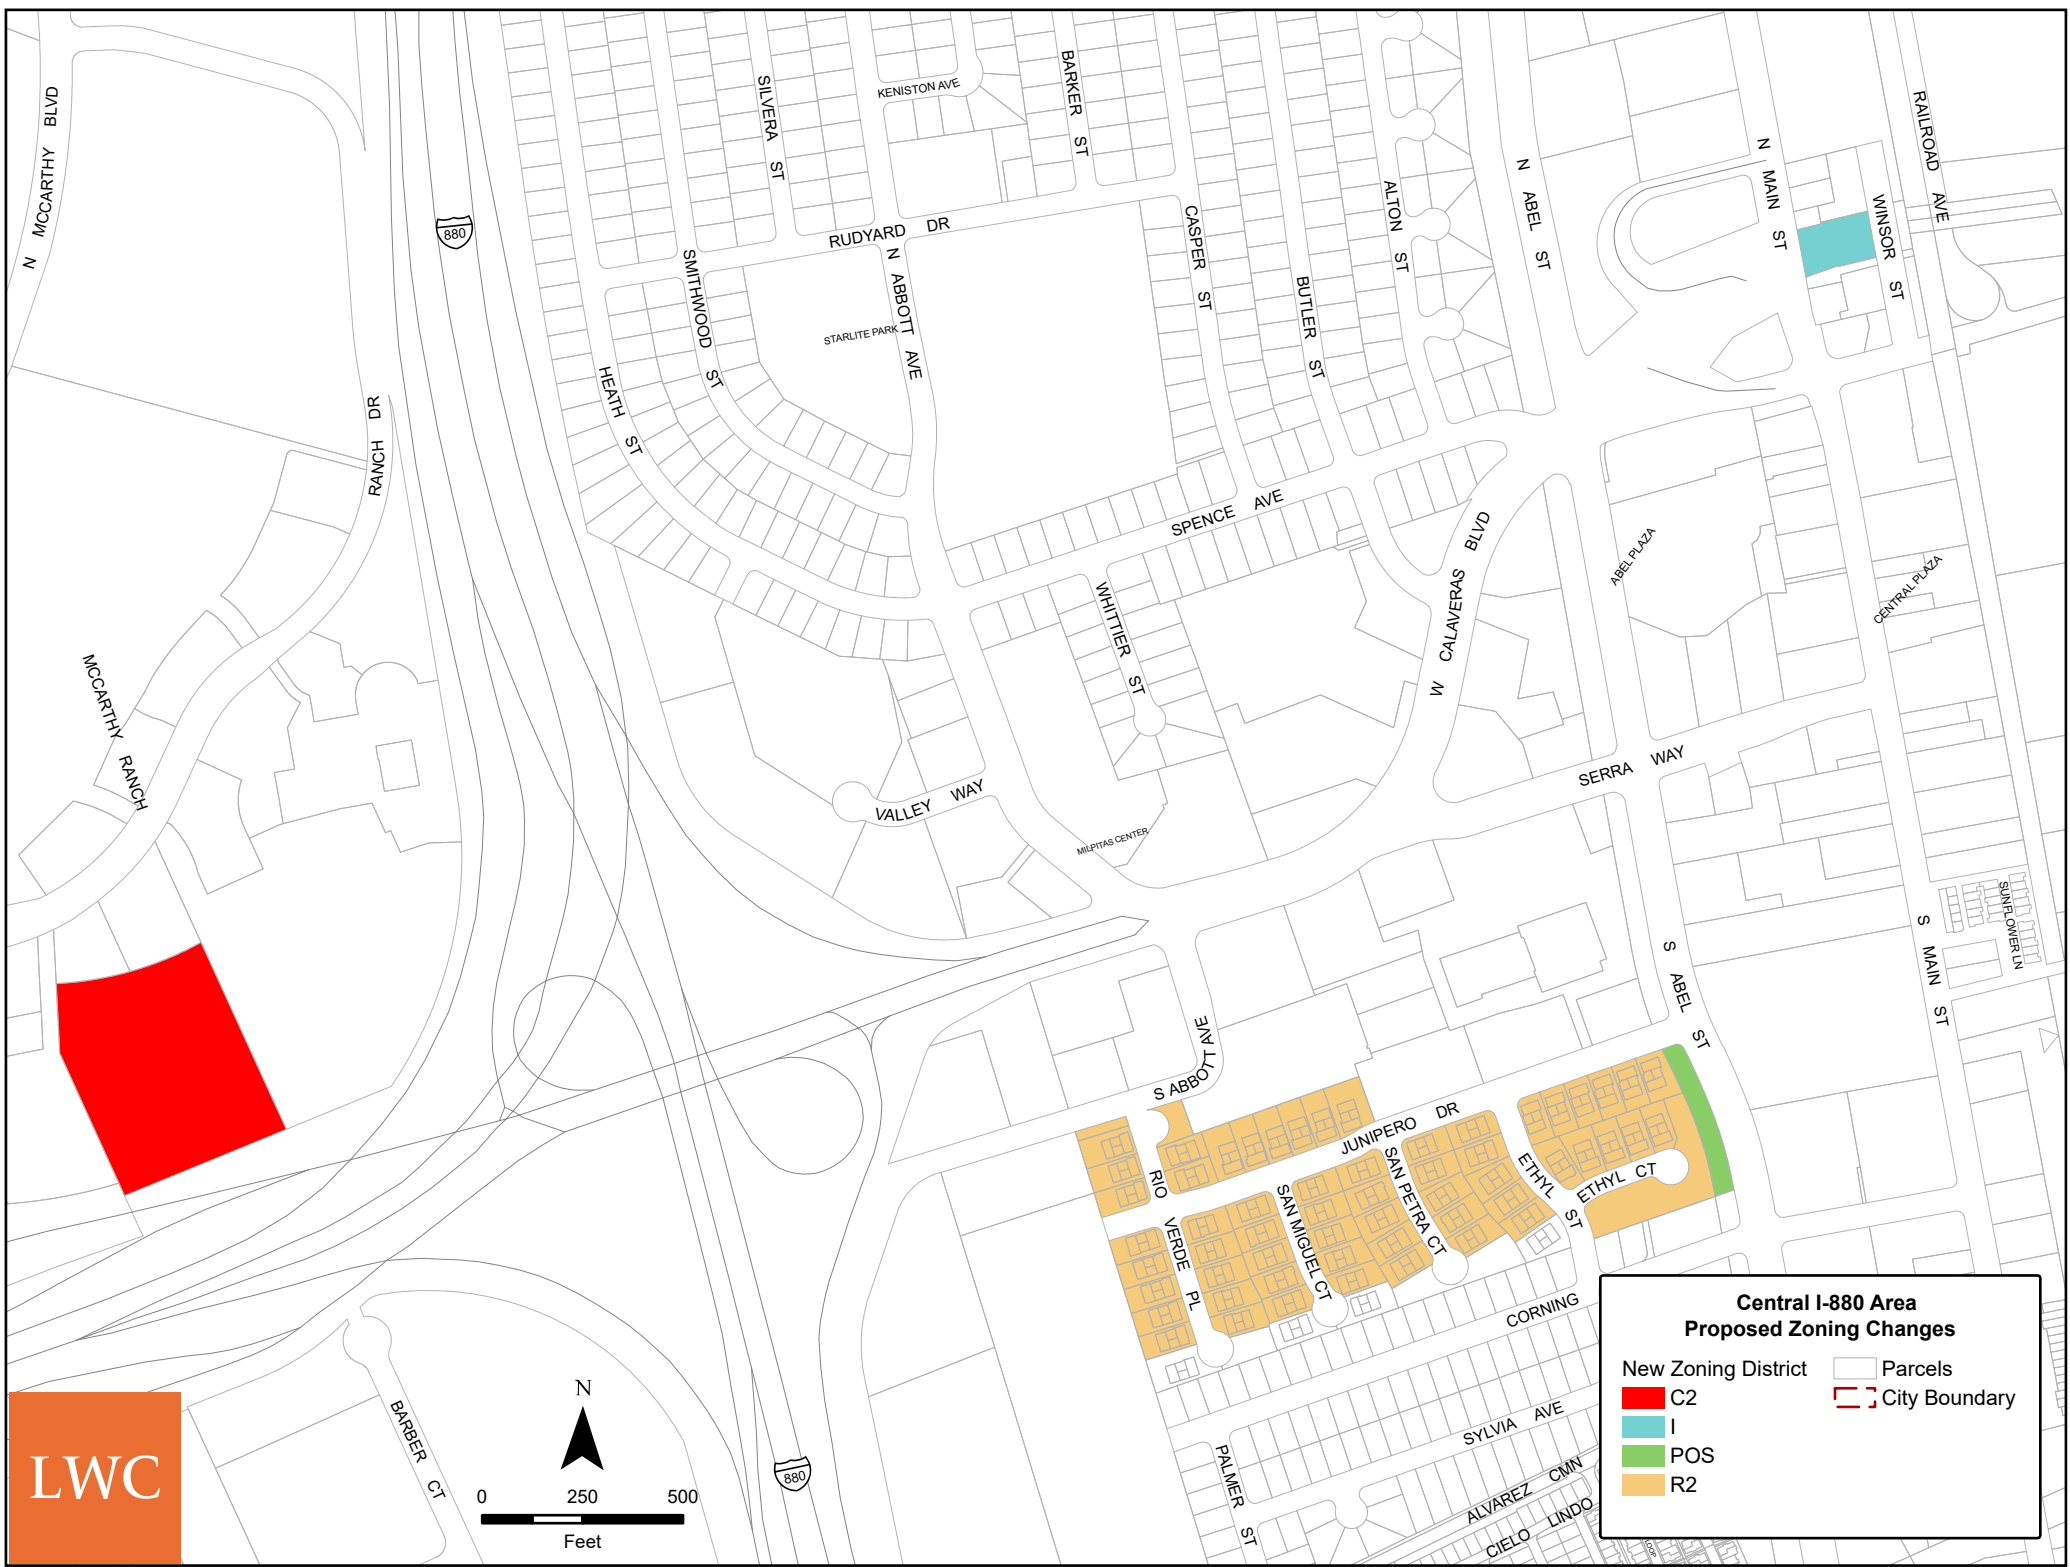 N MCCARTHY BLVD
880
SILVERA ST
KENISTON AVE
BARKER ST
RUDYARD DR
N ABBOTT AVE
STARLITE PARK
SMITHWOOD ST
HEATH ST
CASPER ST
BUTLER ST
ALTON ST
N ABEL ST
N MAIN ST
WINSOR ST
RAILROAD AVE
RANCH DR
SPENCE AVE
WHITTIER ST
W CALAVERAS BLVD
ABEL PLAZA
CENTRAL PLAZA
MCCARTHY RANCH
VALLEY WAY
MILPITAS CENTER
SERRA WAY
SUNFLOWER LN
S MAIN ST
S ABEL ST
S ABBOTT AVE
JUNIPERO DR
RIO VERDE PL
SAN MIGUEL CT
SAN PETRA CT
ETHYL ST
ETHYL CT
CORNING
SYLVIA AVE
PALMER ST
ALVAREZ CMN
CIELO LINDO
LOOP
BARBER CT
880
N
0 250 500
Feet
LWC
Central I-880 Area
Proposed Zoning Changes
New Zoning District
C2
I
POS
R2
Parcels
City Boundary